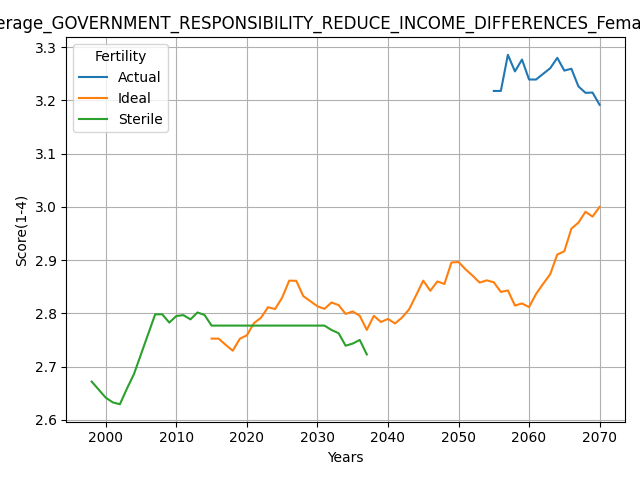 erage_GOVERNMENT_RESPONSIBILITY_REDUCE_INCOME_DIFFERENCES_Fema
Fertility
Actual
Ideal
Sterile
Score(1-4)
3.3
3.2
3.1
3.0
2.9
2.8
2.7
2.6
2000 2010 2020 2030 2040 2050 2060 2070
Years